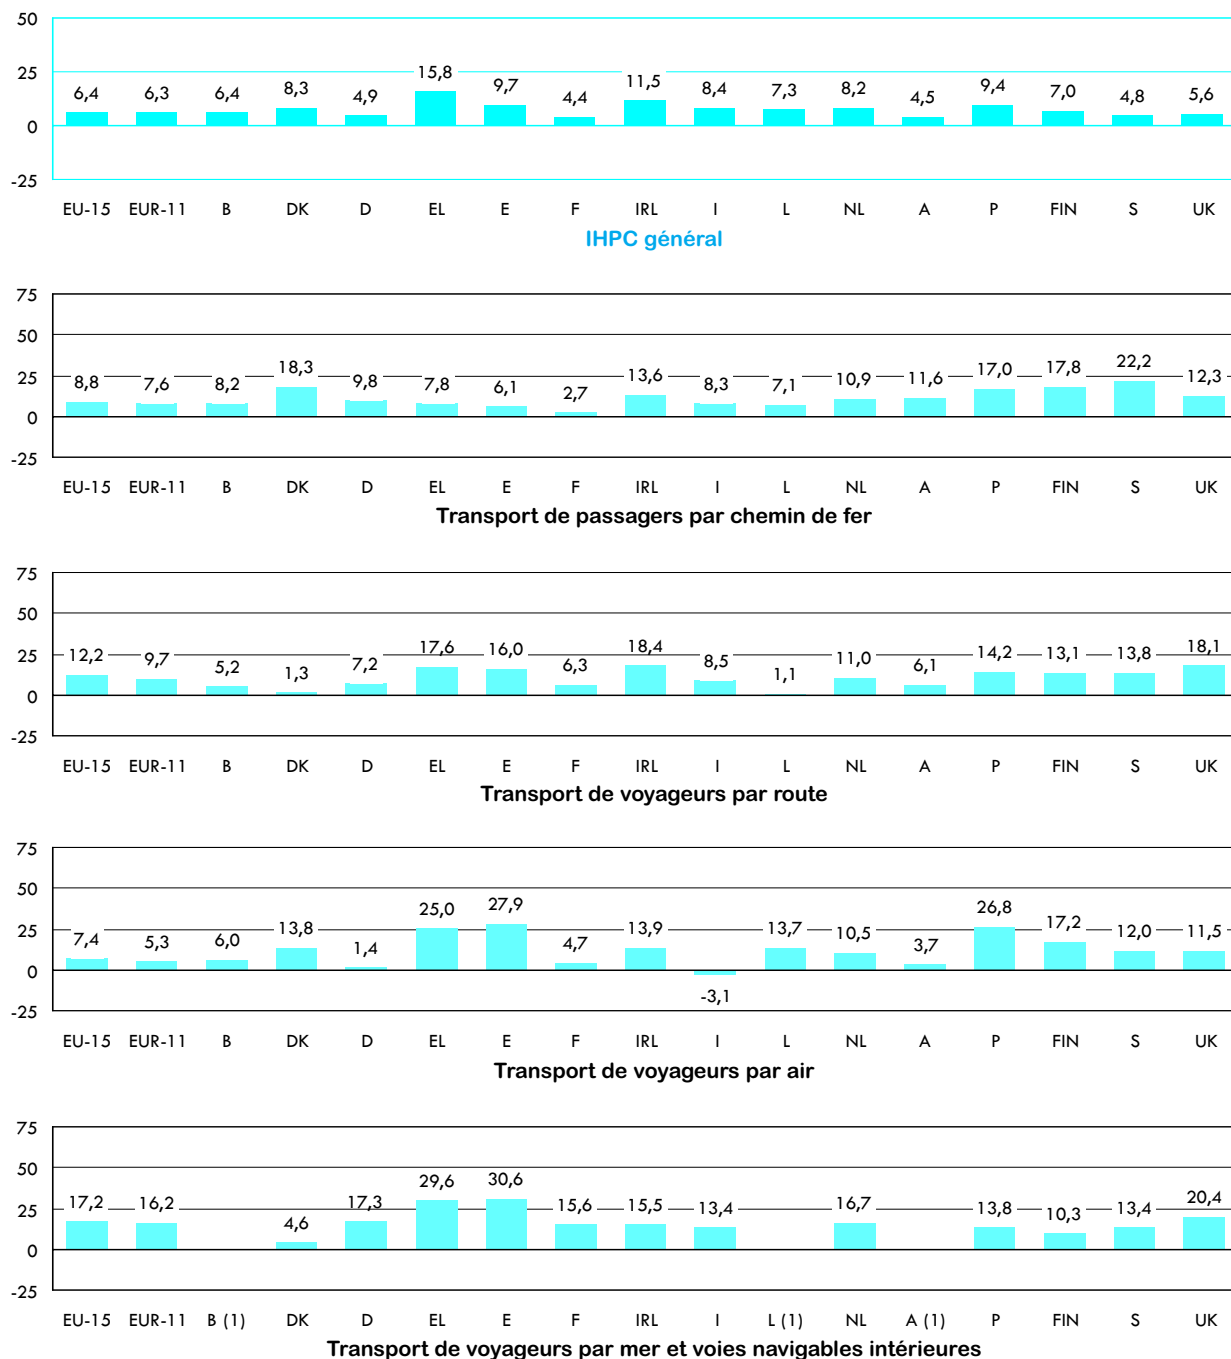 50
25
0
-25
6,4 6,3 6,4 8,3 4,9 15,8 9,7 4,4 11,5 8,4 7,3 8,2 4,5 9,4 7,0 4,8 5,6
EU-15 EUR-11 B DK D EL E F IRL I L NL A P FIN S UK
IHPC général
75
50
25
0
-25
8,8 7,6 8,2 18,3 9,8 7,8 6,1 2,7 13,6 8,3 7,1 10,9 11,6 17,0 17,8 22,2 12,3
EU-15 EUR-11 B DK D EL E F IRL I L NL A P FIN S UK
Transport de passagers par chemin de fer
75
50
25
0
-25
12,2 9,7 5,2 1,3 7,2 17,6 16,0 6,3 18,4 8,5 1,1 11,0 6,1 14,2 13,1 13,8 18,1
EU-15 EUR-11 B DK D EL E F IRL I L NL A P FIN S UK
Transport de voyageurs par route
75
50
25
0
-25
7,4 5,3 6,0 13,8 1,4 25,0 27,9 4,7 13,9 -3,1 13,7 10,5 3,7 26,8 17,2 12,0 11,5
EU-15 EUR-11 B DK D EL E F IRL I L NL A P FIN S UK
Transport de voyageurs par air
75
50
25
0
-25
17,2 16,2 4,6 17,3 29,6 30,6 15,6 15,5 13,4 16,7 13,8 10,3 13,4 20,4
EU-15 EUR-11 B (1) DK D EL E F IRL I L (1) NL A (1) P FIN S UK
Transport de voyageurs par mer et voies navigables intérieures